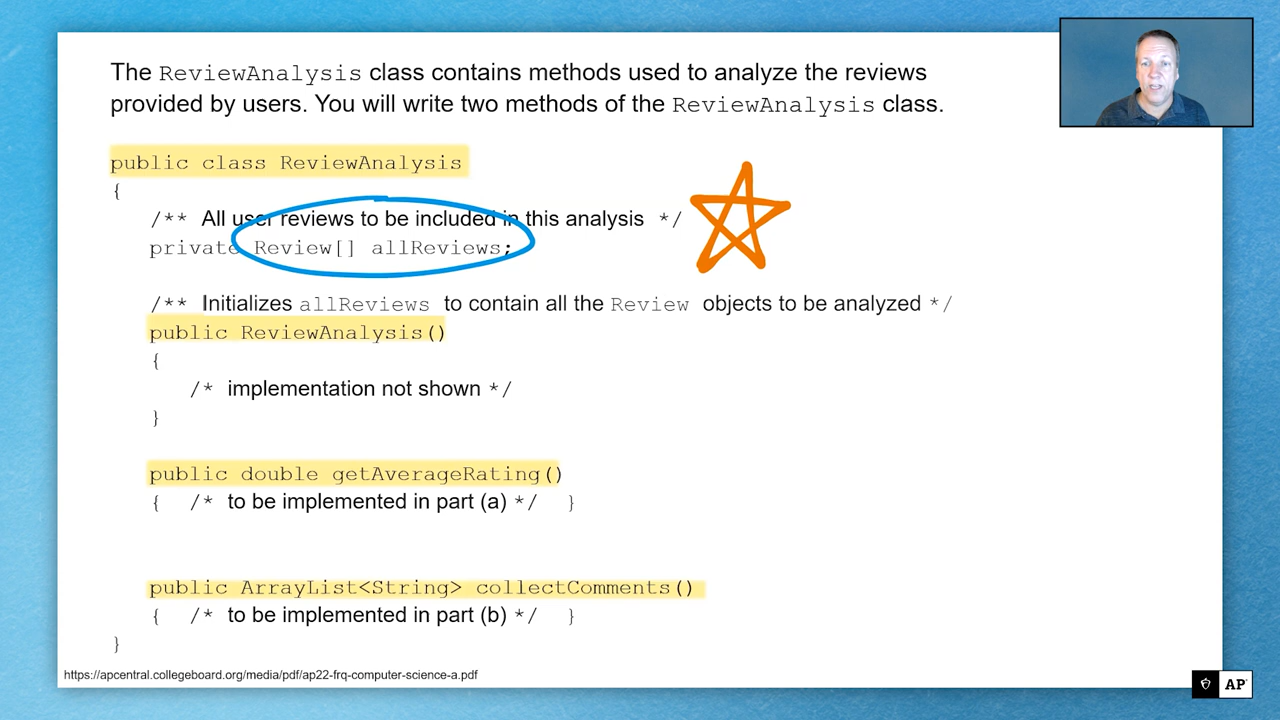 The ReviewAnalysis class contains methods used to analyze the reviews
provided by users. You will write two methods of the ReviewAnalysis class.
public class ReviewAnalysis
{
/** All user reviews to be included in this analysis */
private Review[] allReviews;
/** Initializes allReviews to contain all the Review objects to be analyzed */
public ReviewAnalysis()
{
/* implementation not shown */
}
public double getAverageRating()
{ /* to be implemented in part (a) */ }
public ArrayList<String> collectComments()
{ /* to be implemented in part (b) */ }
}
https://apcentral.collegeboard.org/media/pdf/ap22-frq-computer-science-a.pdf
AP